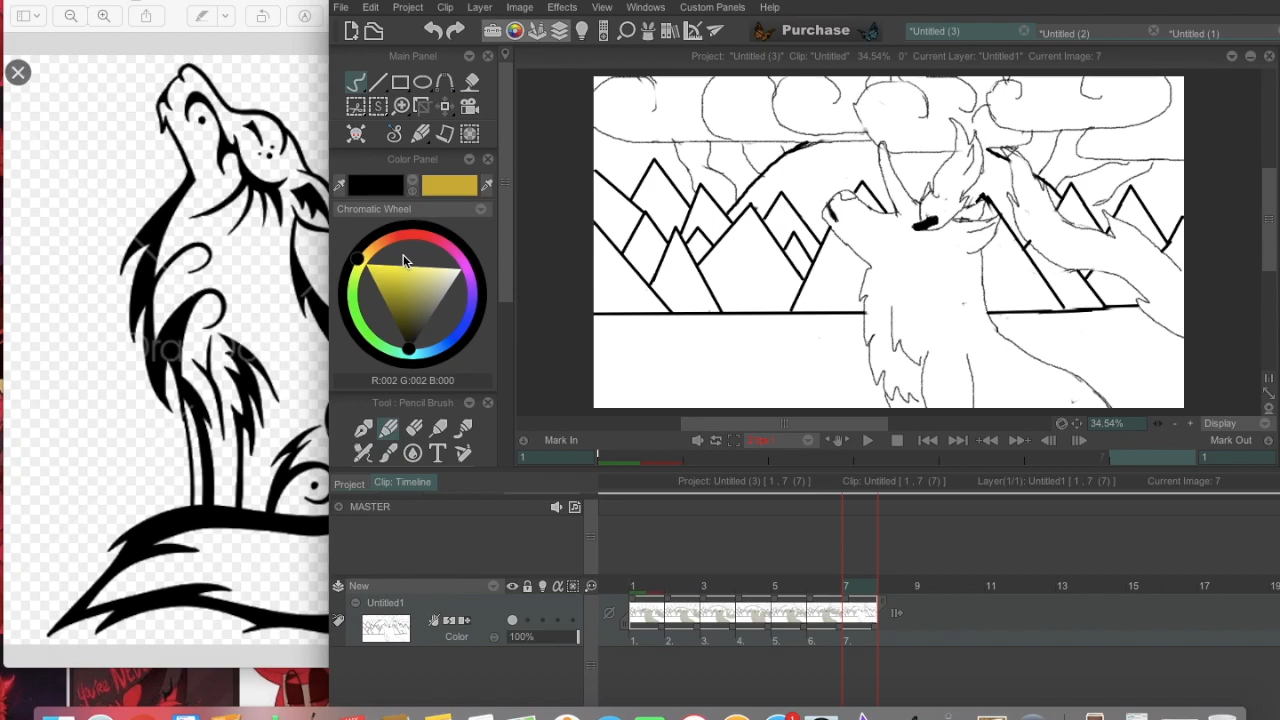 File Edit Project Clip Layer Image Effects View Windows Custom Panels Help
Purchase
*Untitled (3)
*Untitled (2)
*Untitled (1)
Main Panel
Project: "Untitled (3)" Clip: "Untitled" 34.54% 0° Current Layer: "Untitled1" Current Image: 7
Color Panel
Chromatic Wheel
R:002 G:002 B:000
Tool : Pencil Brush
34.54%
Display
Mark In
Mark Out
1
7
1
Project
Clip: Timeline
Project: Untitled (3) [ 1 , 7 (7) ]
Clip: Untitled [ 1 , 7 (7) ]
Layer(1/1): Untitled1 [ 1 , 7 (7) ]
Current Image: 7
MASTER
New
1 3 5 7 9 11 13 15 17 19
Untitled1
Color
100%
1. 2. 3. 4. 5. 6. 7.
You're
1